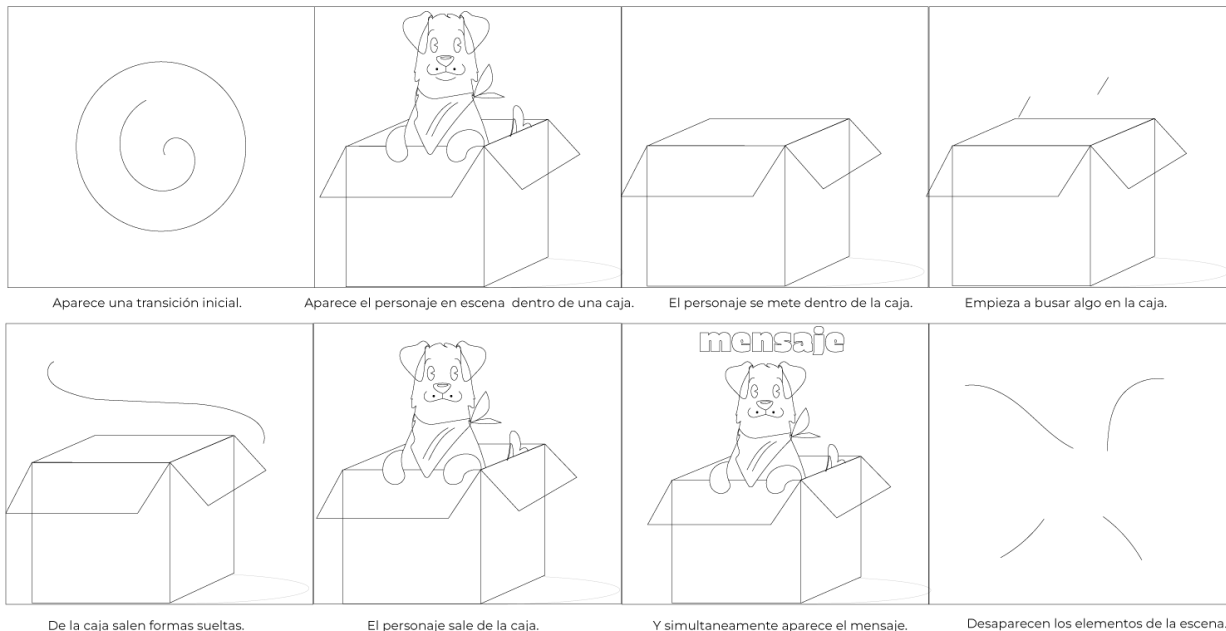 Aparece una transición inicial.
Aparece el personaje en escena dentro de una caja.
El personaje se mete dentro de la caja.
Empieza a busar algo en la caja.
mensaje
De la caja salen formas sueltas.
El personaje sale de la caja.
Y simultaneamente aparece el mensaje.
Desaparecen los elementos de la escena.